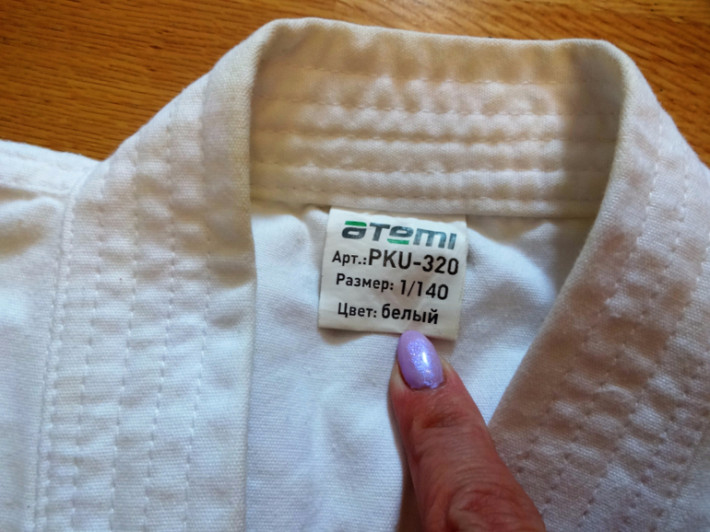 atemi
Арт.:PKU-320
Размер: 1/140
Цвет: белый